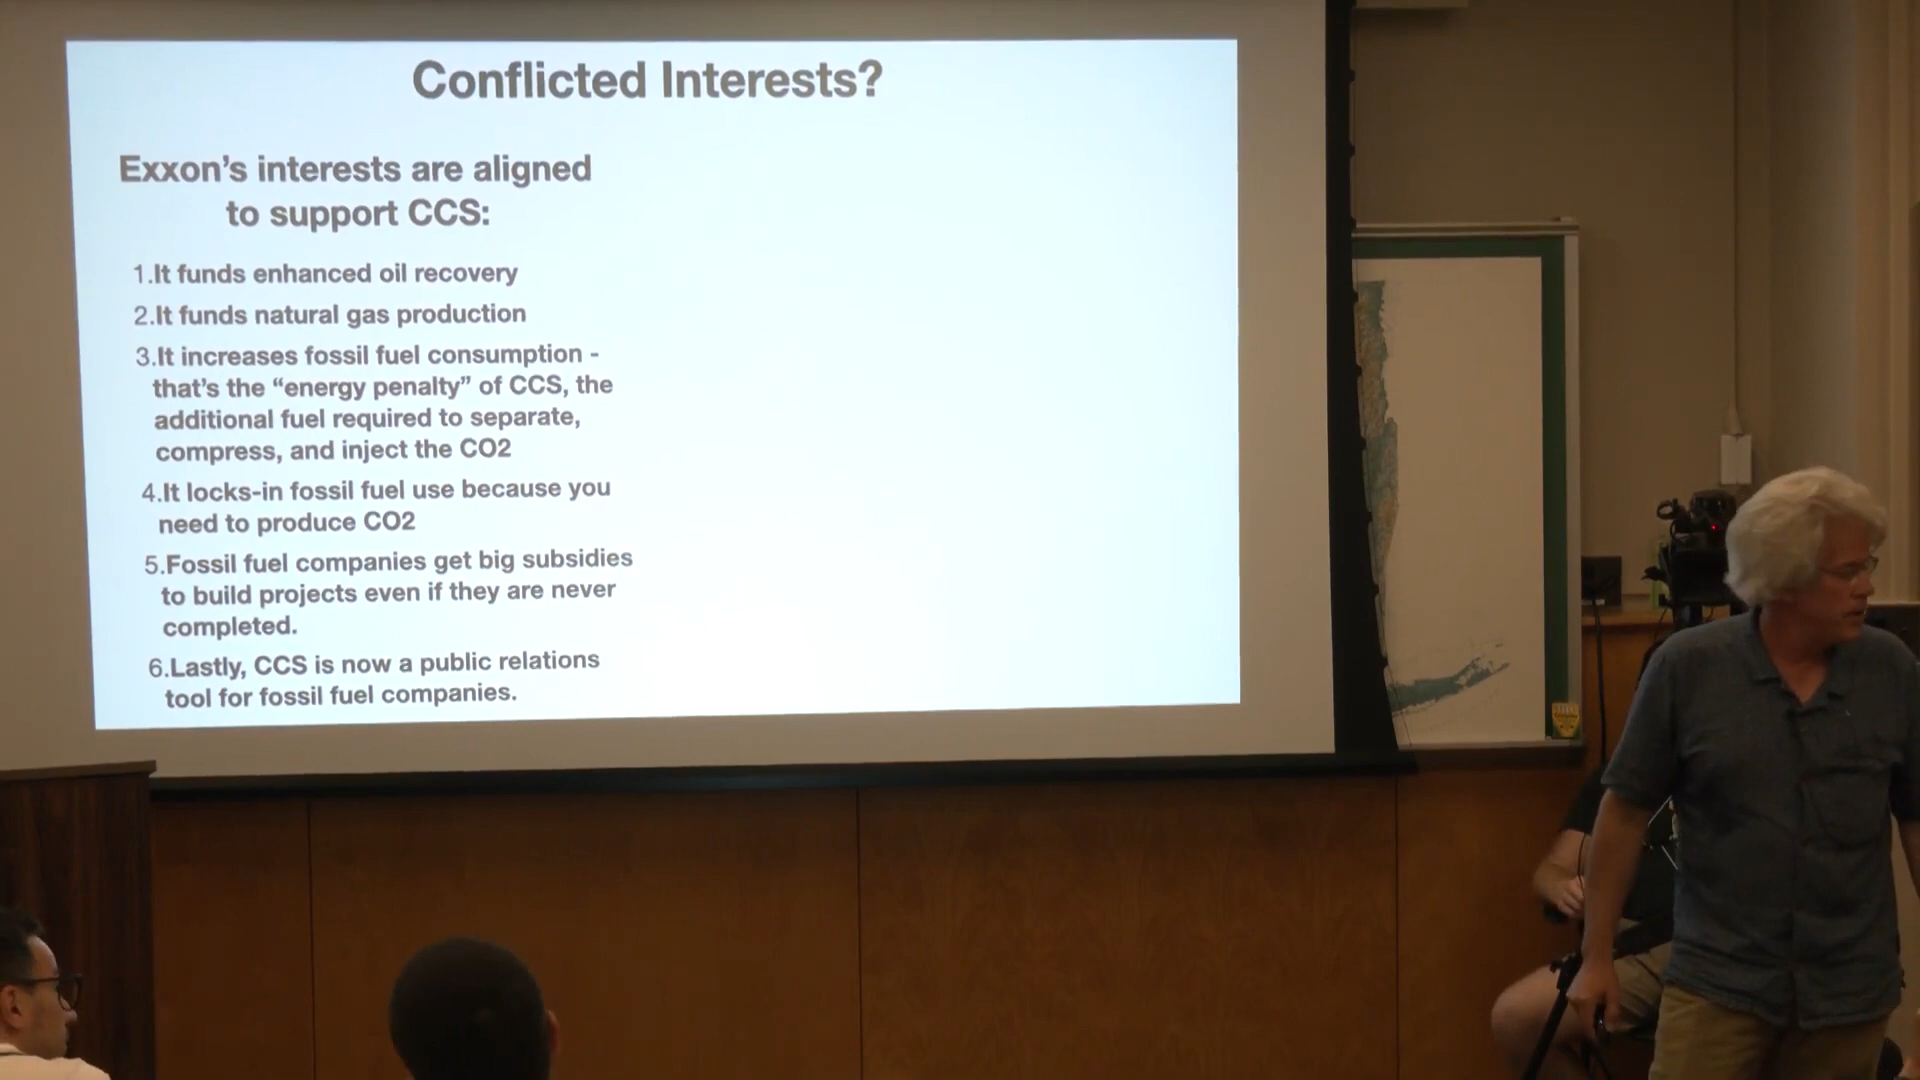 Conflicted Interests?
Exxon's interests are aligned
to support CCS:
1.It funds enhanced oil recovery
2.It funds natural gas production
3.It increases fossil fuel consumption -
that's the “energy penalty” of CCS, the
additional fuel required to separate,
compress, and inject the CO2
4.It locks-in fossil fuel use because you
need to produce CO2
5.Fossil fuel companies get big subsidies
to build projects even if they are never
completed.
6.Lastly, CCS is now a public relations
tool for fossil fuel companies.